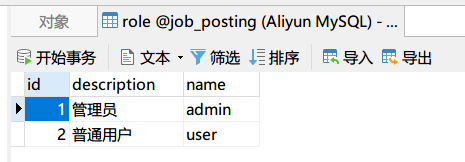 对象 role @job_posting (Aliyun MySQL) - ...
开始事务 文本 筛选 排序 导入 导出
id description name
1 管理员 admin
2 普通用户 user